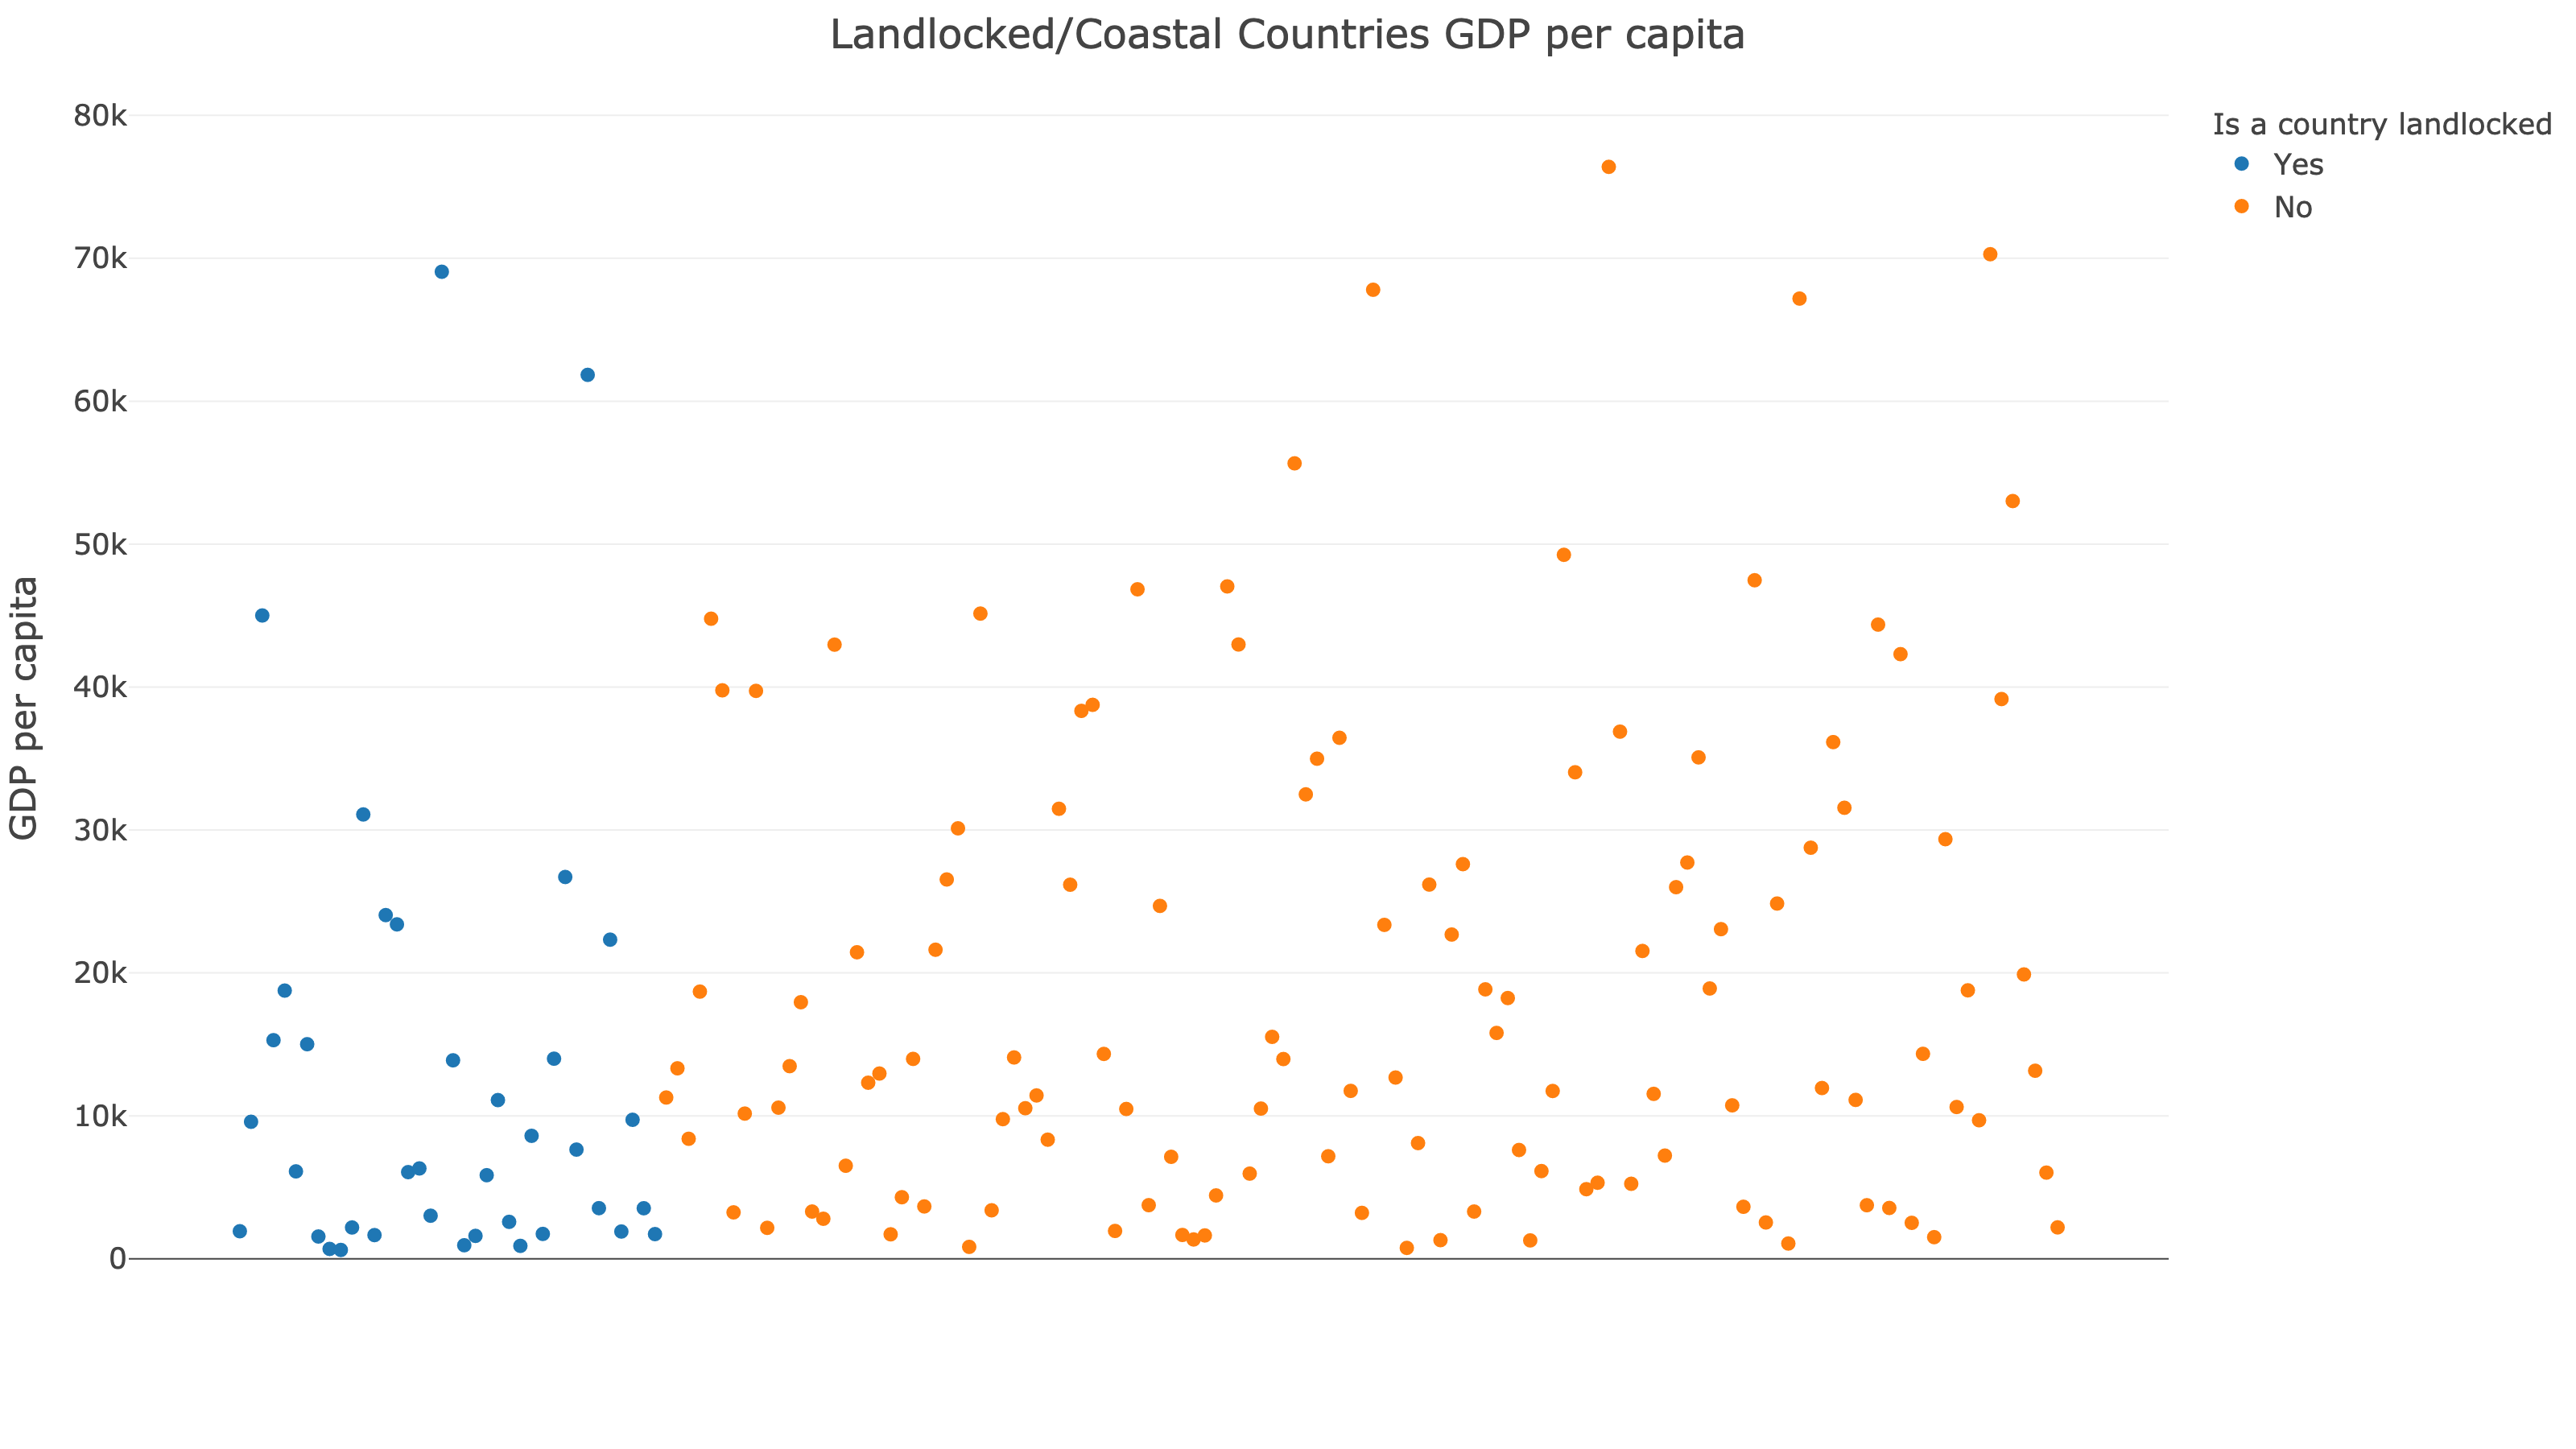 Landlocked/Coastal Countries GDP per capita
80k
70k
60k
50k
40k
30k
20k
10k
0
GDP per capita
Is a country landlocked
Yes
No